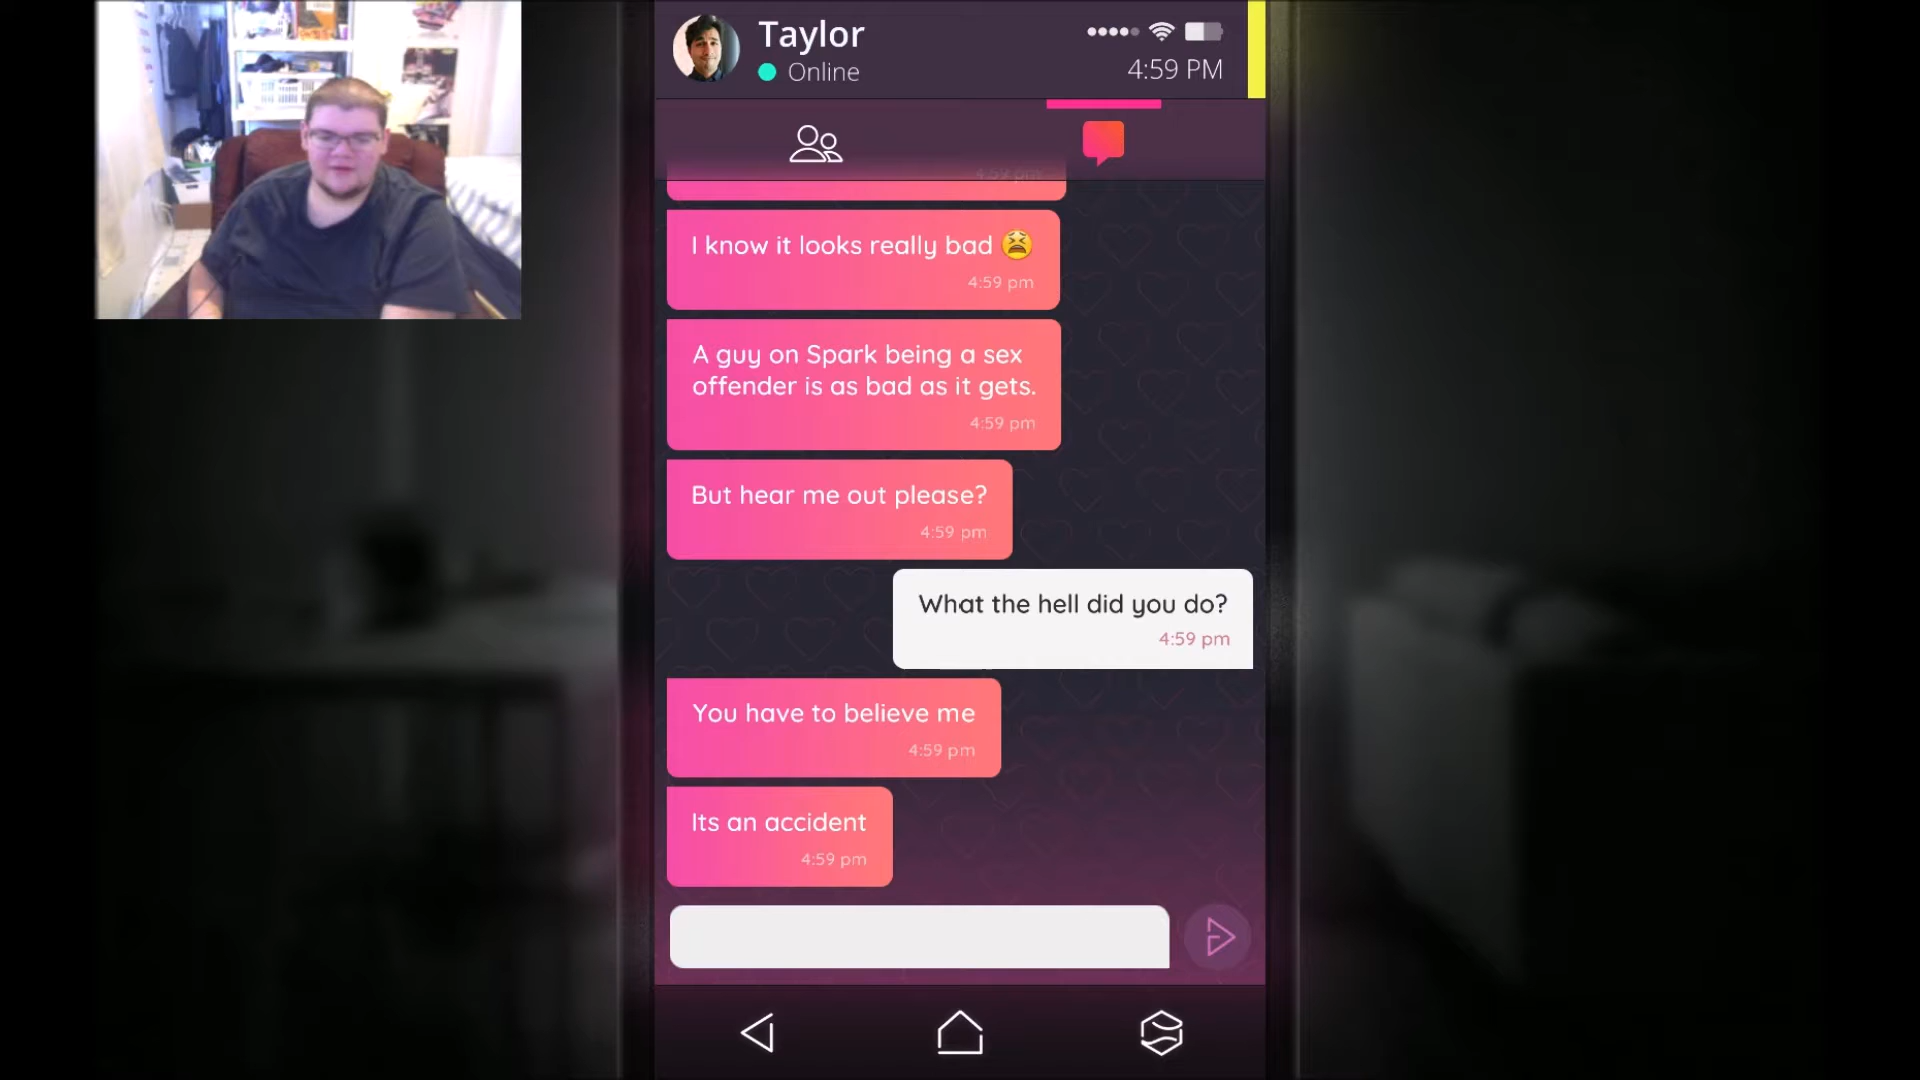 Taylor
Online
4:59 PM
4:59 pm
I know it looks really bad
4:59 pm
A guy on Spark being a sex
offender is as bad as it gets.
4:59 pm
But hear me out please?
4:59 pm
What the hell did you do?
4:59 pm
You have to believe me
4:59 pm
Its an accident
4:59 pm